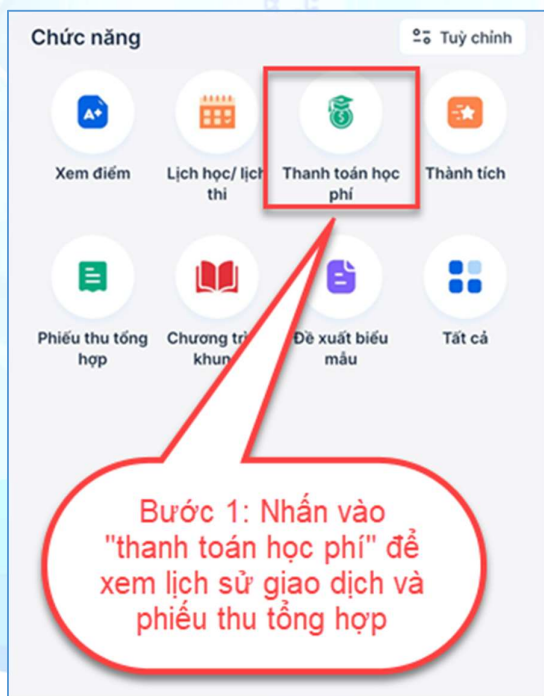 Chức năng
Tuỳ chỉnh
A+
Xem điểm
Lịch học/ lịch
thi
Thanh toán học
phí
Thành tích
Phiếu thu tổng
hợp
Chương
khun
Đề xuất biểu
mẫu
Tất cả
Bước 1: Nhấn vào
"thanh toán học phí" để
xem lịch sử giao dịch và
phiếu thu tổng hợp